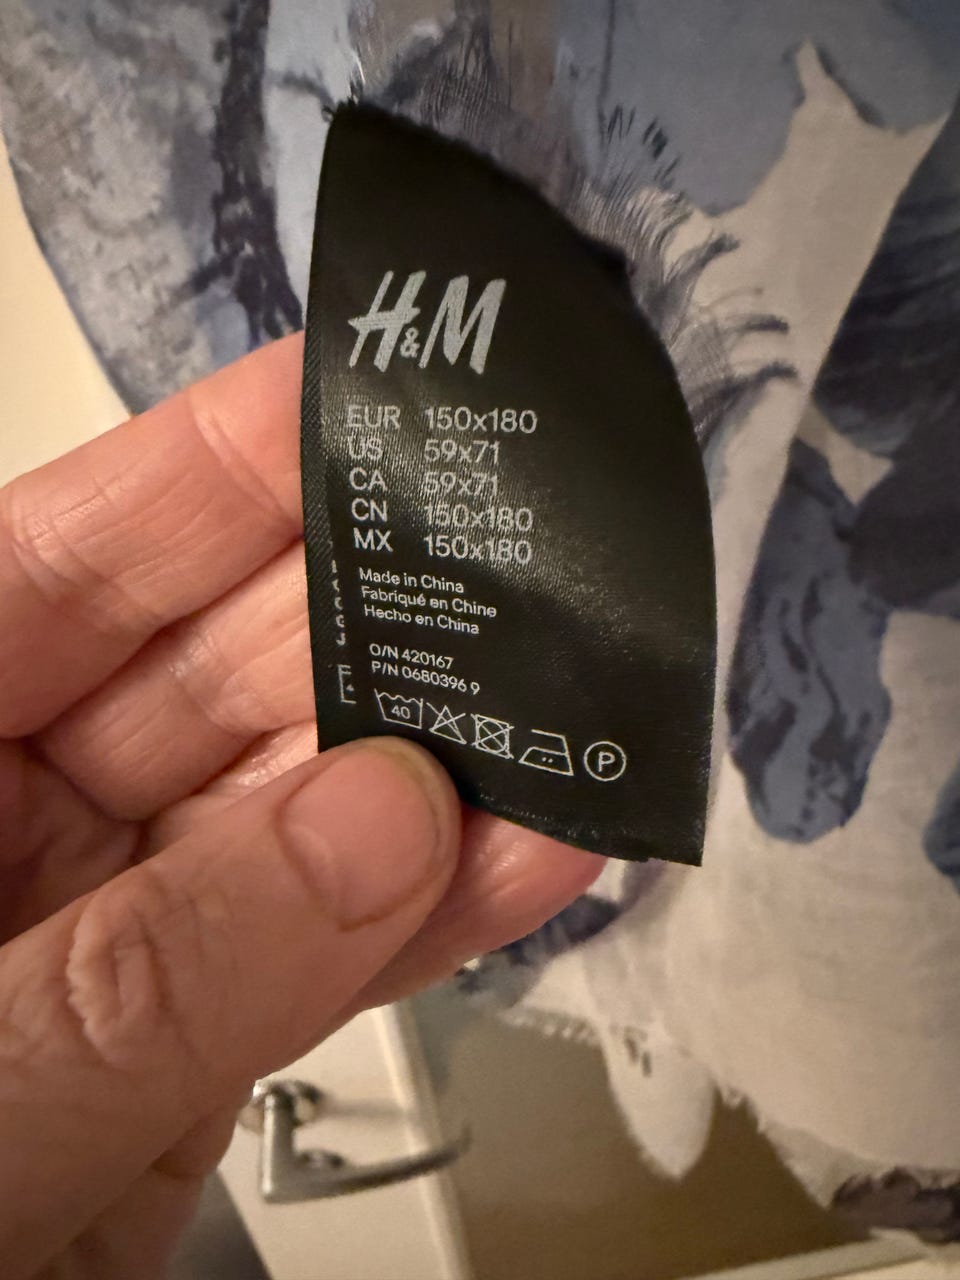 H&M
EUR 150x180
US 59x71
CA 59x71
CN 150x180
MX 150x180
Made in China
Fabriqué en Chine
Hecho en China
O/N 420167
P/N 0680396 9
40
P